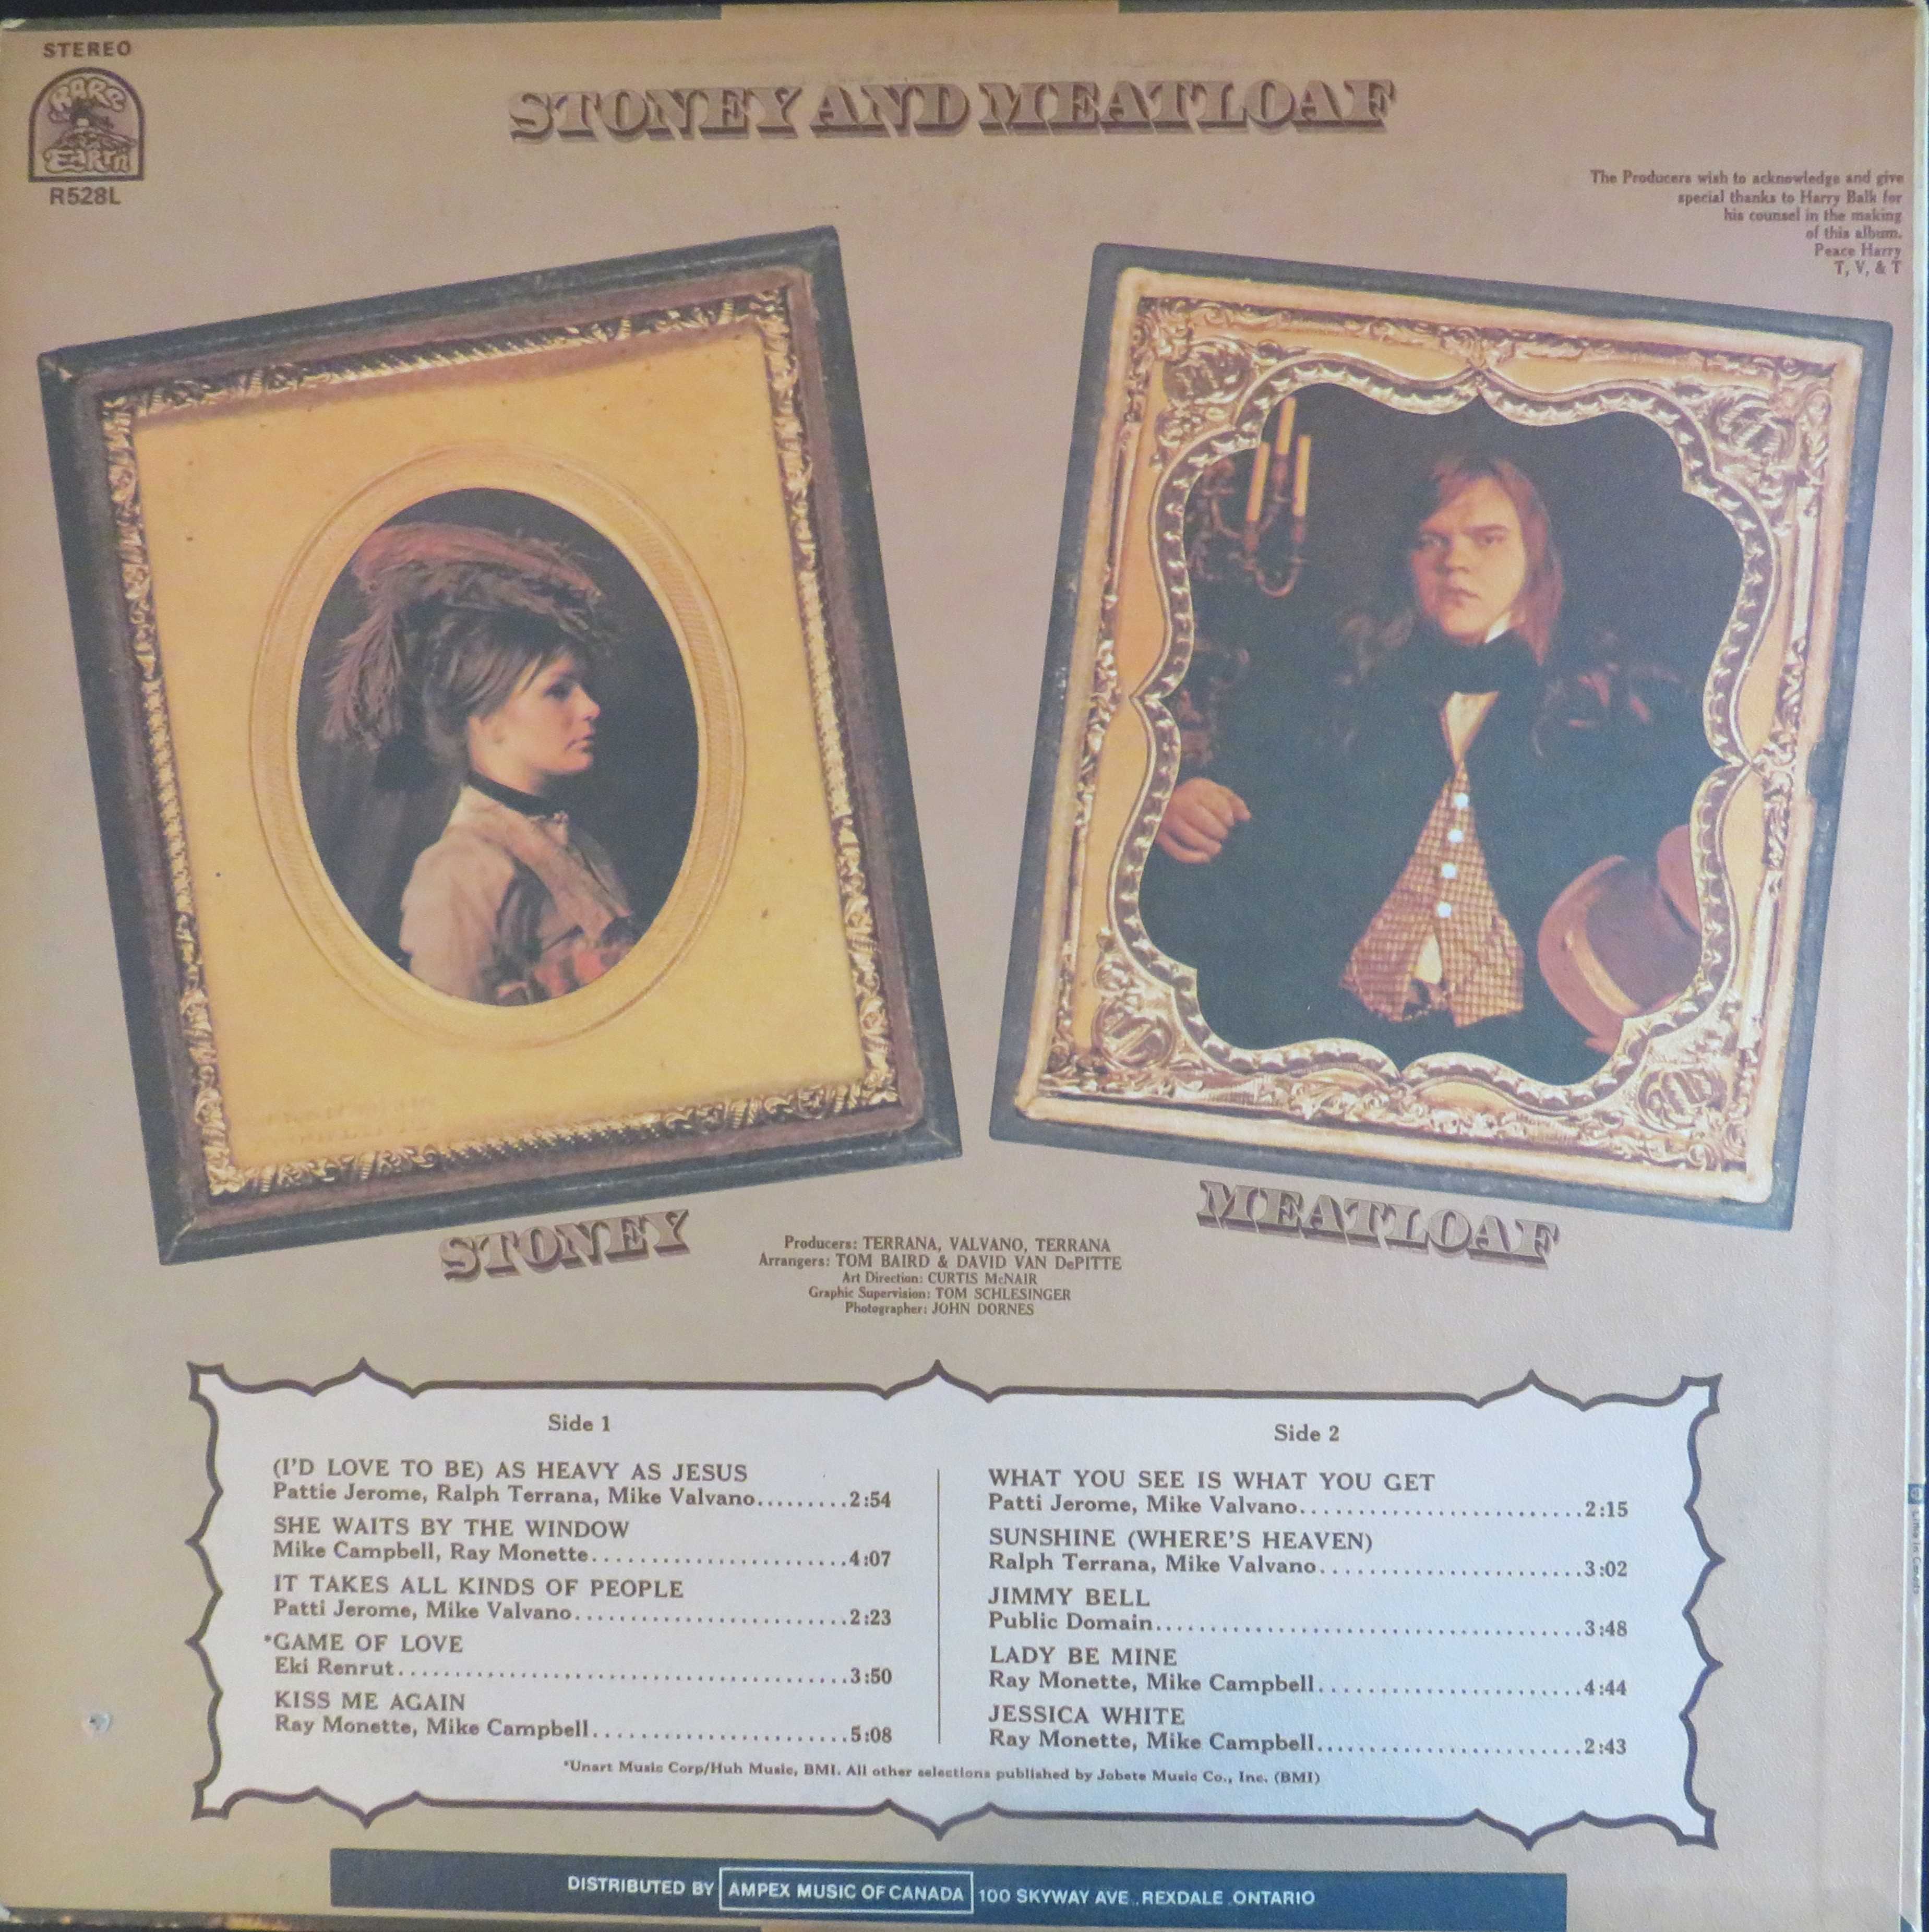 STEREO
RARE
EARTH
R528L
STONEY AND MEATLOAF
The Producers wish to acknowledge and give
special thanks to Harry Balk for
his counsel in the making
of this album.
Peace Harry
T, V, & T
STONEY
MEATLOAF
Producers: TERRANA, VALVANO, TERRANA
Arrangers: TOM BAIRD & DAVID VAN DePITTE
Art Direction: CURTIS McNAIR
Graphic Supervision: TOM SCHLESINGER
Photographer: JOHN DORNES
Side 1
(I'D LOVE TO BE) AS HEAVY AS JESUS
Pattie Jerome, Ralph Terrana, Mike Valvano.........2:54
SHE WAITS BY THE WINDOW
Mike Campbell, Ray Monette.........................4:07
IT TAKES ALL KINDS OF PEOPLE
Patti Jerome, Mike Valvano...........................2:23
*GAME OF LOVE
Eki Renrut............................................3:50
KISS ME AGAIN
Ray Monette, Mike Campbell.........................5:08
Side 2
WHAT YOU SEE IS WHAT YOU GET
Patti Jerome, Mike Valvano............................2:15
SUNSHINE (WHERE'S HEAVEN)
Ralph Terrana, Mike Valvano..........................3:02
JIMMY BELL
Public Domain..........................................3:48
LADY BE MINE
Ray Monette, Mike Campbell..........................4:44
JESSICA WHITE
Ray Monette, Mike Campbell..........................2:43
*Unart Music Corp/Huh Music, BMI. All other selections published by Jobete Music Co., Inc. (BMI)
DISTRIBUTED BY AMPEX MUSIC OF CANADA 100 SKYWAY AVE., REXDALE, ONTARIO